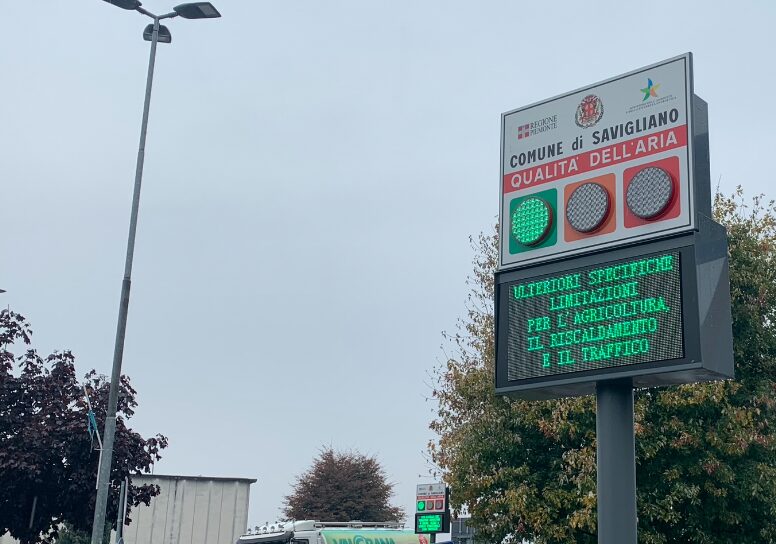 REGIONE
PIEMONTE
COMUNE di SAVIGLIANO
QUALITA' DELL'ARIA
ULTERIORI SPECIFICHE
LIMITAZIONI
PER L'AGRICOLTURA,
IL RISCALDAMENTO
E IL TRAFFICO